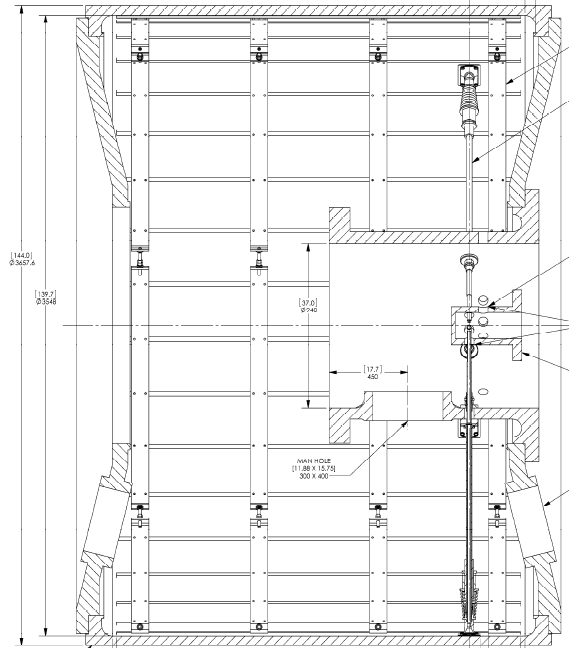 [144.0]
Ø3657.6
[139.7]
Ø3548
[37.0]
Ø940
[17.7]
450
MAN HOLE
[11.88 X 15.75]
300 X 400